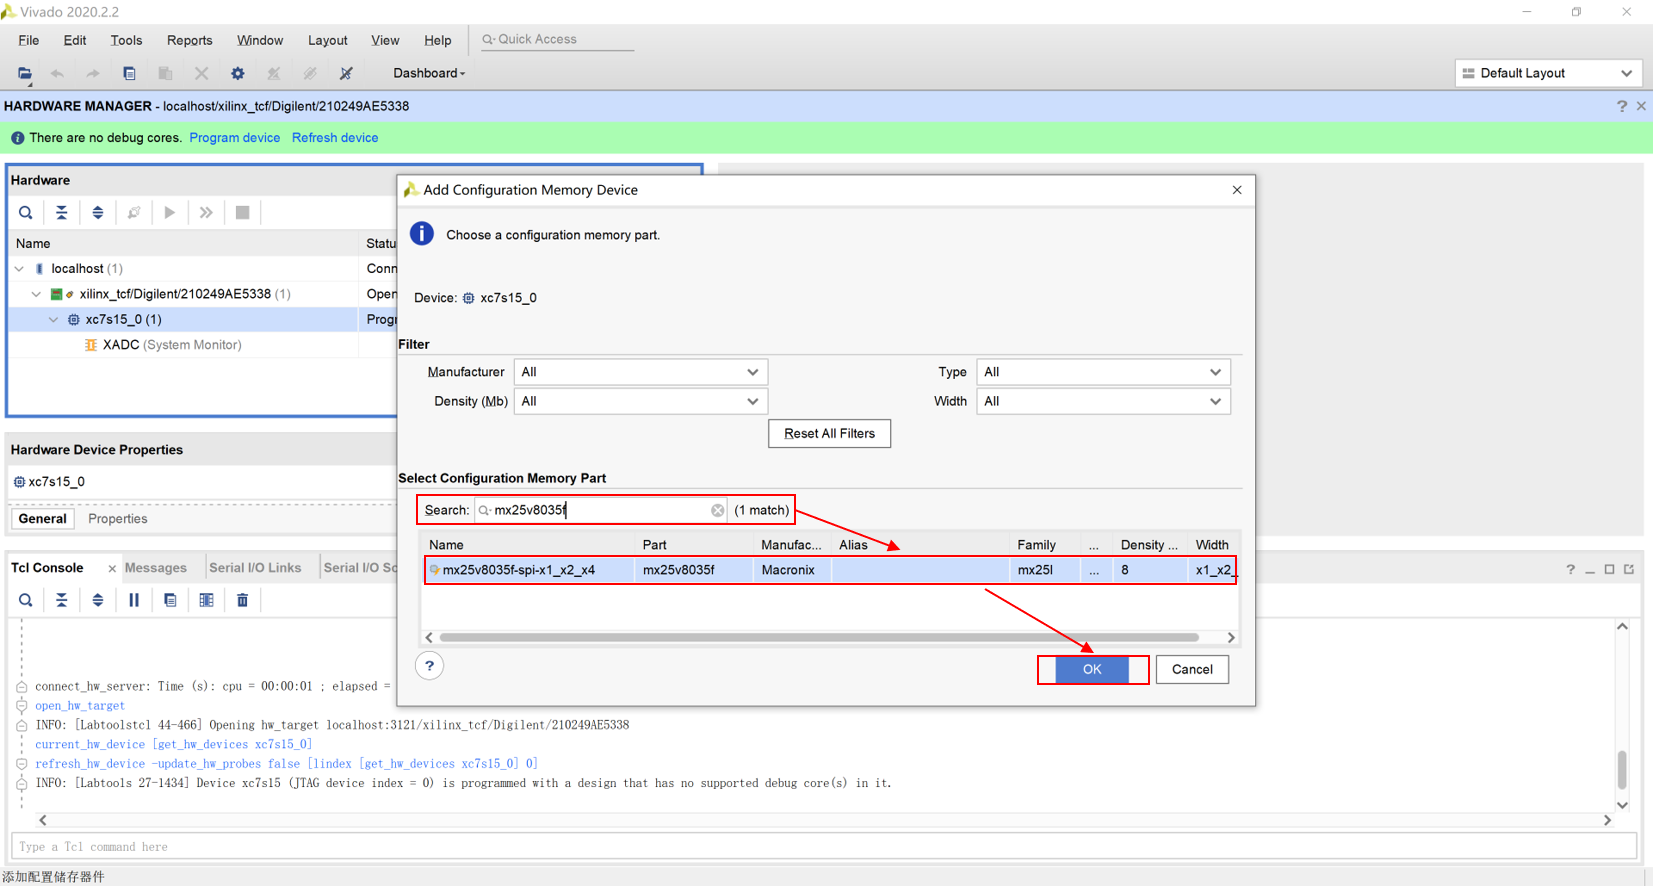 Vivado 2020.2.2
File Edit Tools Reports Window Layout View Help Quick Access
Dashboard Default Layout
HARDWARE MANAGER - localhost/xilinx_tcf/Digilent/210249AE5338
There are no debug cores. Program device Refresh device
Hardware
Name Statu
localhost (1) Conn
xilinx_tcf/Digilent/210249AE5338 (1) Open
xc7s15_0 (1) Progr
XADC (System Monitor)
Hardware Device Properties
xc7s15_0
General Properties
Add Configuration Memory Device
Choose a configuration memory part.
Device: xc7s15_0
Filter
Manufacturer All Type All
Density (Mb) All Width All
Reset All Filters
Select Configuration Memory Part
Search: mx25v8035f (1 match)
Name Part Manufac... Alias Family ... Density ... Width
mx25v8035f-spi-x1_x2_x4 mx25v8035f Macronix mx25l ... 8 x1_x2_
? OK Cancel
Tcl Console Messages Serial I/O Links Serial I/O Sc
connect_hw_server: Time (s): cpu = 00:00:01 ; elapsed =
open_hw_target
INFO: [Labtoolstcl 44-466] Opening hw_target localhost:3121/xilinx_tcf/Digilent/210249AE5338
current_hw_device [get_hw_devices xc7s15_0]
refresh_hw_device -update_hw_probes false [lindex [get_hw_devices xc7s15_0] 0]
INFO: [Labtools 27-1434] Device xc7s15 (JTAG device index = 0) is programmed with a design that has no supported debug core(s) in it.
Type a Tcl command here
添加配置储存器件